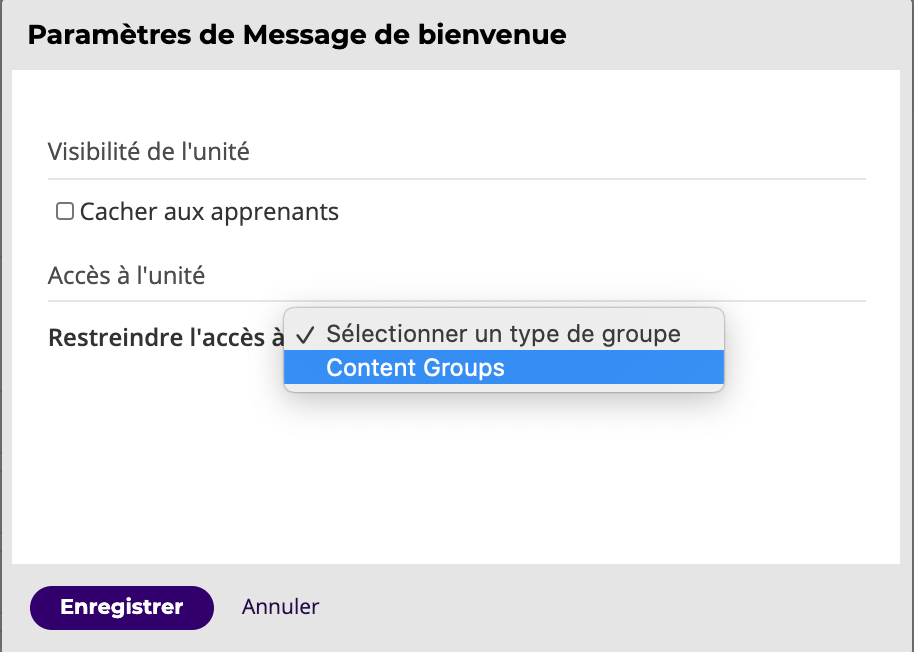 Paramètres de Message de bienvenue
Visibilité de l'unité
Cacher aux apprenants
Accès à l'unité
Restreindre l'accès à
✓ Sélectionner un type de groupe
Content Groups
Enregistrer
Annuler